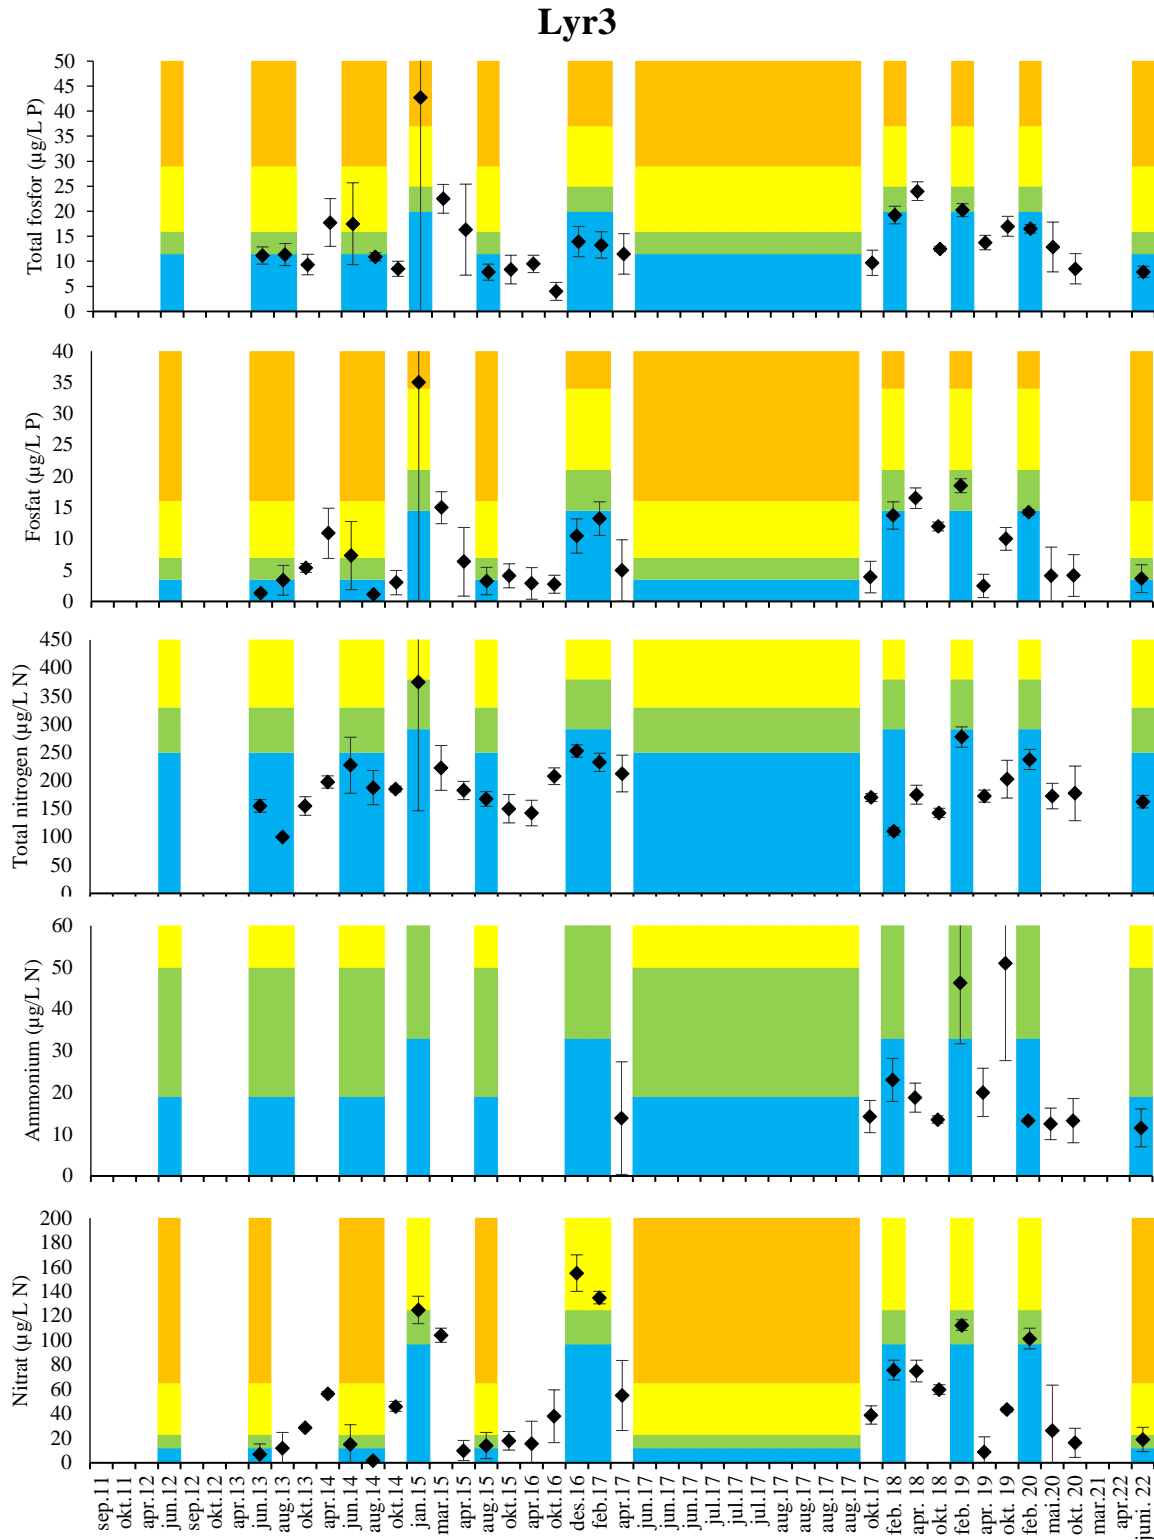 Lyr3
Total fosfor (µg/L P)
50
45
40
35
30
25
20
15
10
5
0
Fosfat (µg/L P)
40
35
30
25
20
15
10
5
0
Total nitrogen (µg/L N)
450
400
350
300
250
200
150
100
50
0
Ammonium (µg/L N)
60
50
40
30
20
10
0
Nitrat (µg/L N)
200
180
160
140
120
100
80
60
40
20
0
sep.11
okt.11
apr.12
jun.12
sep.12
okt.12
apr.13
jun.13
aug.13
okt.13
apr.14
jun.14
aug.14
okt.14
jan.15
mar.15
apr.15
aug.15
okt.15
apr.16
okt.16
des.16
feb.17
apr.17
jun.17
jun.17
jun.17
jul.17
jul.17
jul.17
aug.17
aug.17
aug.17
aug.17
okt.17
feb. 18
apr. 18
okt. 18
feb. 19
apr. 19
okt. 19
feb. 20
mai.20
okt. 20
mar.21
apr.22
juni. 22